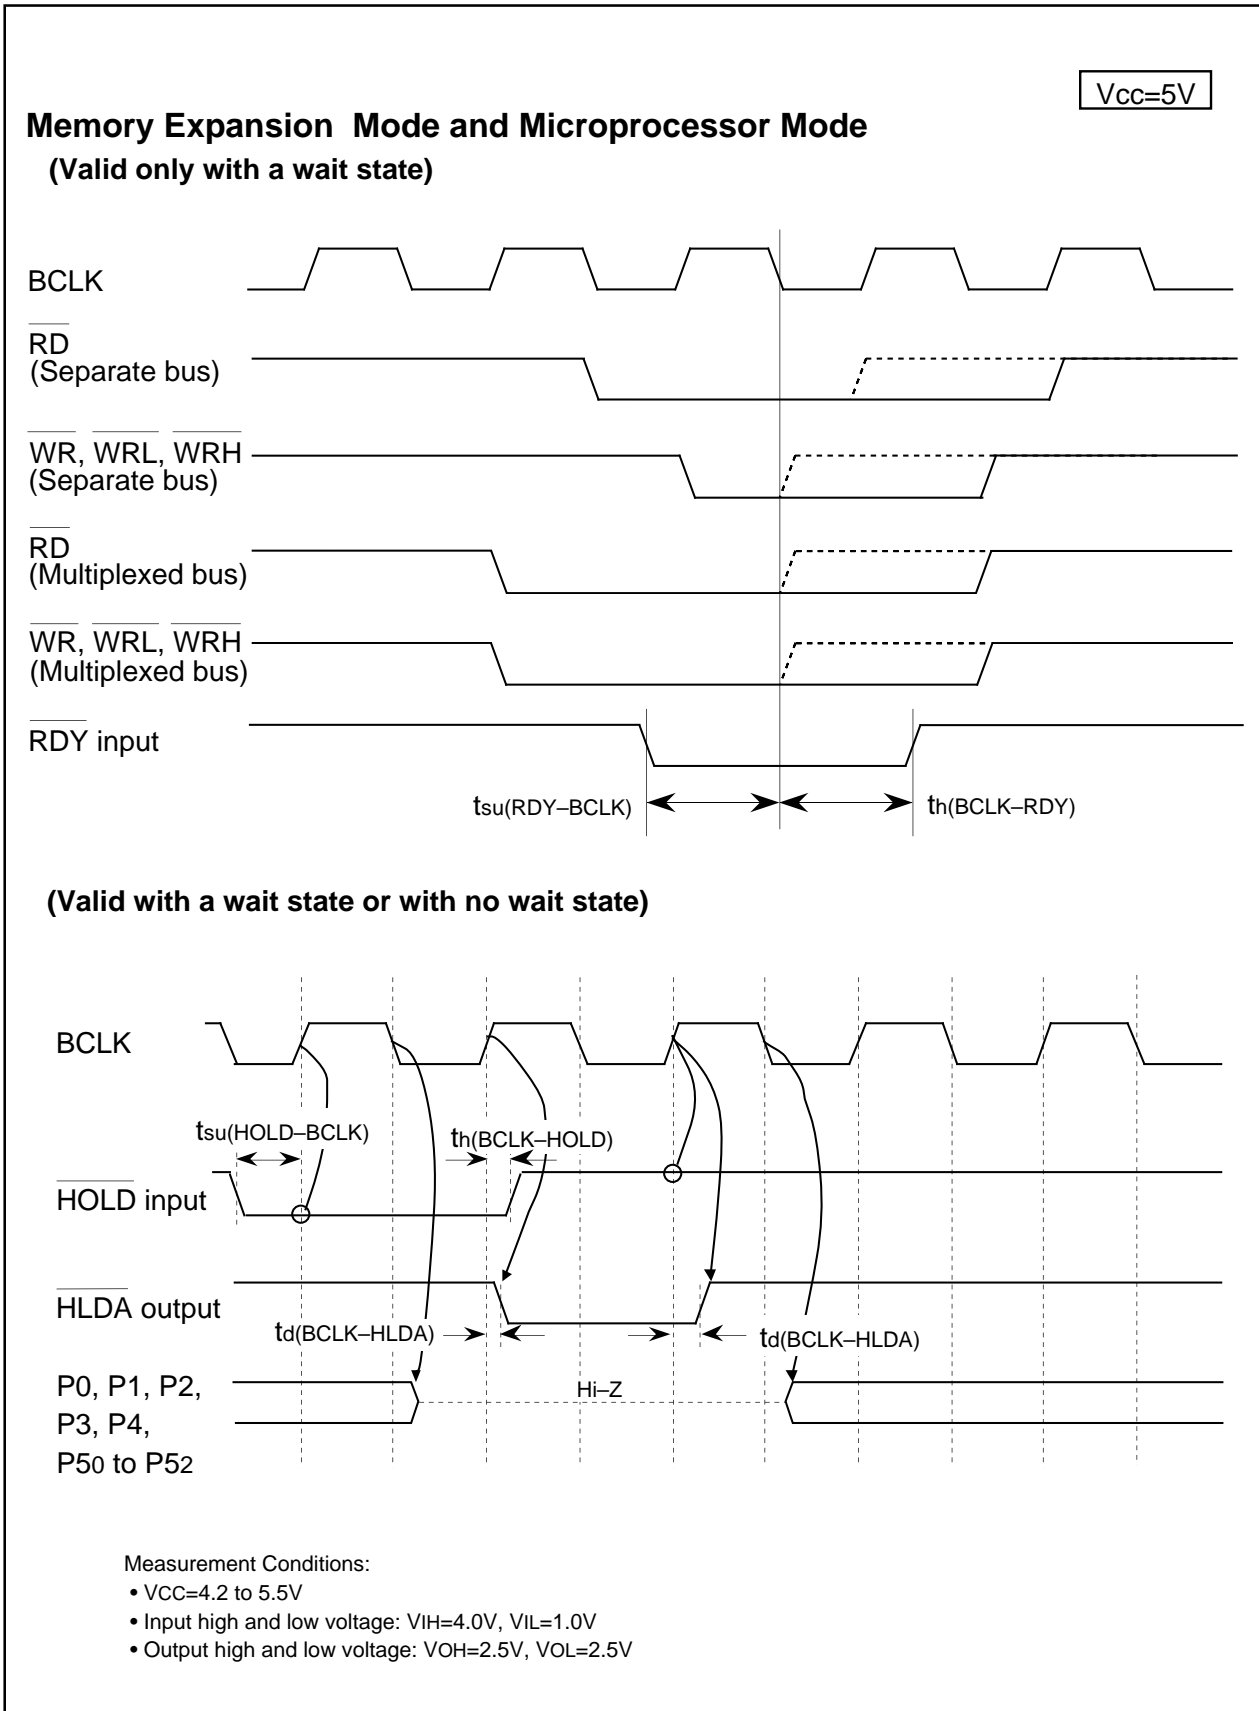 Vcc=5V
Memory Expansion Mode and Microprocessor Mode
(Valid only with a wait state)
BCLK
RD
(Separate bus)
WR, WRL, WRH
(Separate bus)
RD
(Multiplexed bus)
WR, WRL, WRH
(Multiplexed bus)
RDY input
tsu(RDY–BCLK)
th(BCLK–RDY)
(Valid with a wait state or with no wait state)
BCLK
tsu(HOLD–BCLK)
th(BCLK–HOLD)
HOLD input
HLDA output
td(BCLK–HLDA)
td(BCLK–HLDA)
P0, P1, P2,
P3, P4,
P50 to P52
Hi–Z
Measurement Conditions:
• VCC=4.2 to 5.5V
• Input high and low voltage: VIH=4.0V, VIL=1.0V
• Output high and low voltage: VOH=2.5V, VOL=2.5V